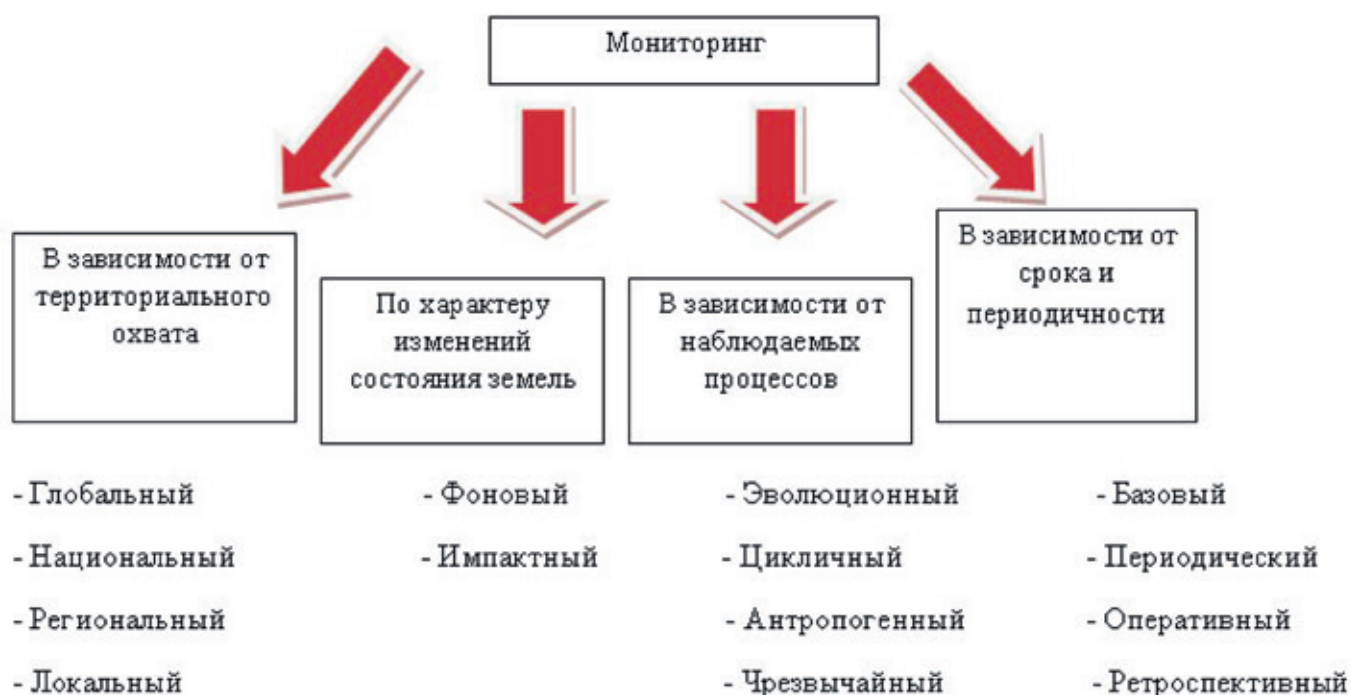 Мониторинг
В зависимости от
территориального
охвата
По характеру
изменений
состояния земель
В зависимости от
наблюдаемых
процессов
В зависимости от
срока и
периодичности
- Глобальный
- Национальный
- Региональный
- Локальный
- Фоновый
- Импактный
- Эволюционный
- Цикличный
- Антропогенный
- Чрезвычайный
- Базовый
- Периодический
- Оперативный
- Ретроспективный